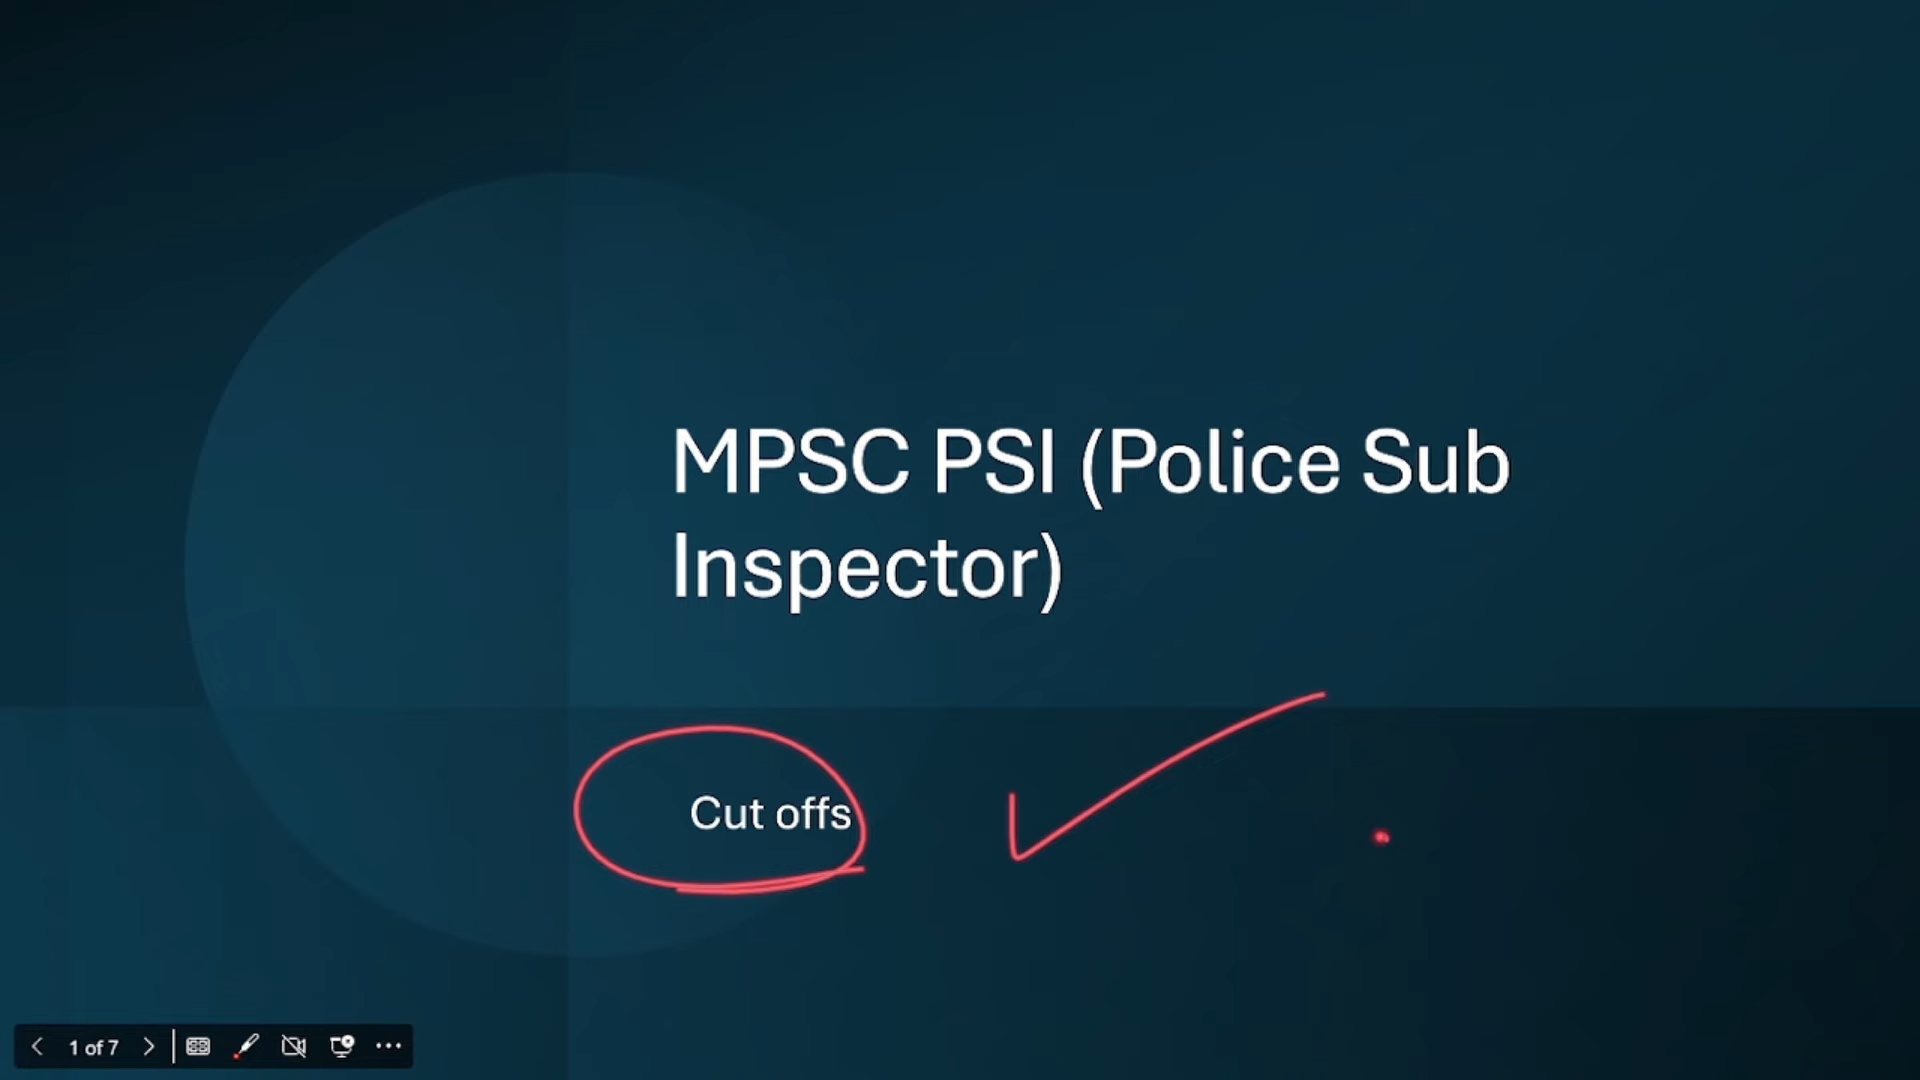 MPSC PSI (Police Sub
Inspector)
Cut offs
1 of 7